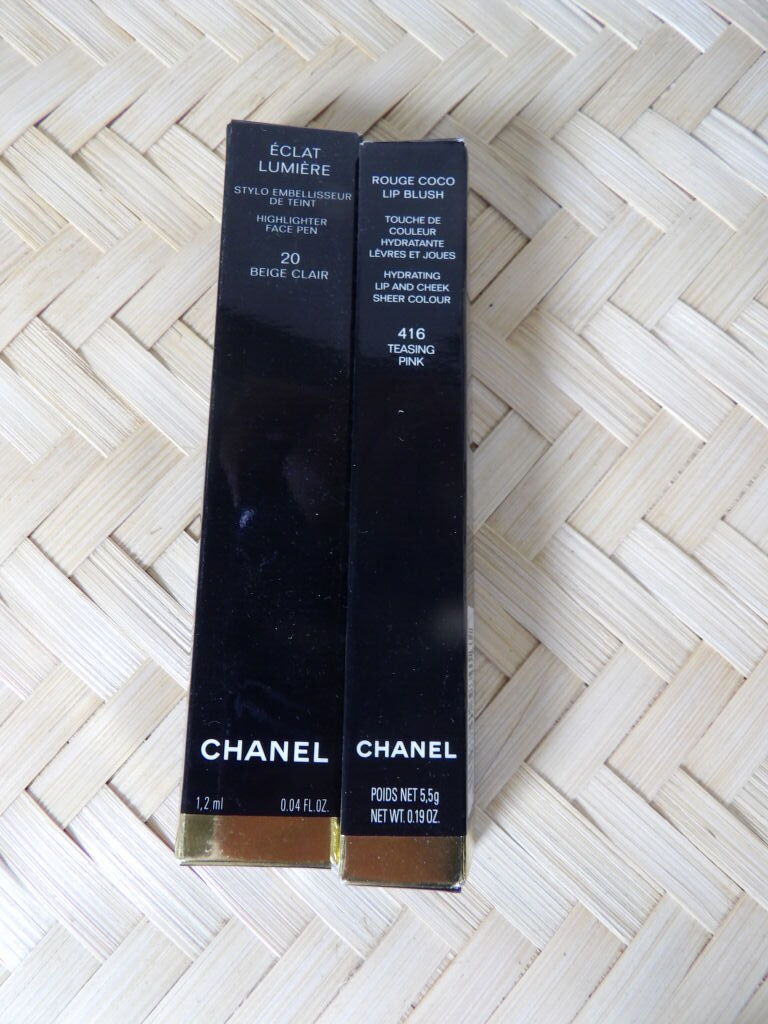 ÉCLAT
LUMIÈRE
STYLO EMBELLISSEUR
DE TEINT
HIGHLIGHTER
FACE PEN
20
BEIGE CLAIR
CHANEL
1,2 ml 0.04 FL.OZ.
ROUGE COCO
LIP BLUSH
TOUCHE DE
COULEUR
HYDRATANTE
LÈVRES ET JOUES
HYDRATING
LIP AND CHEEK
SHEER COLOUR
416
TEASING
PINK
CHANEL
POIDS NET 5,5g
NET WT. 0.19 OZ.